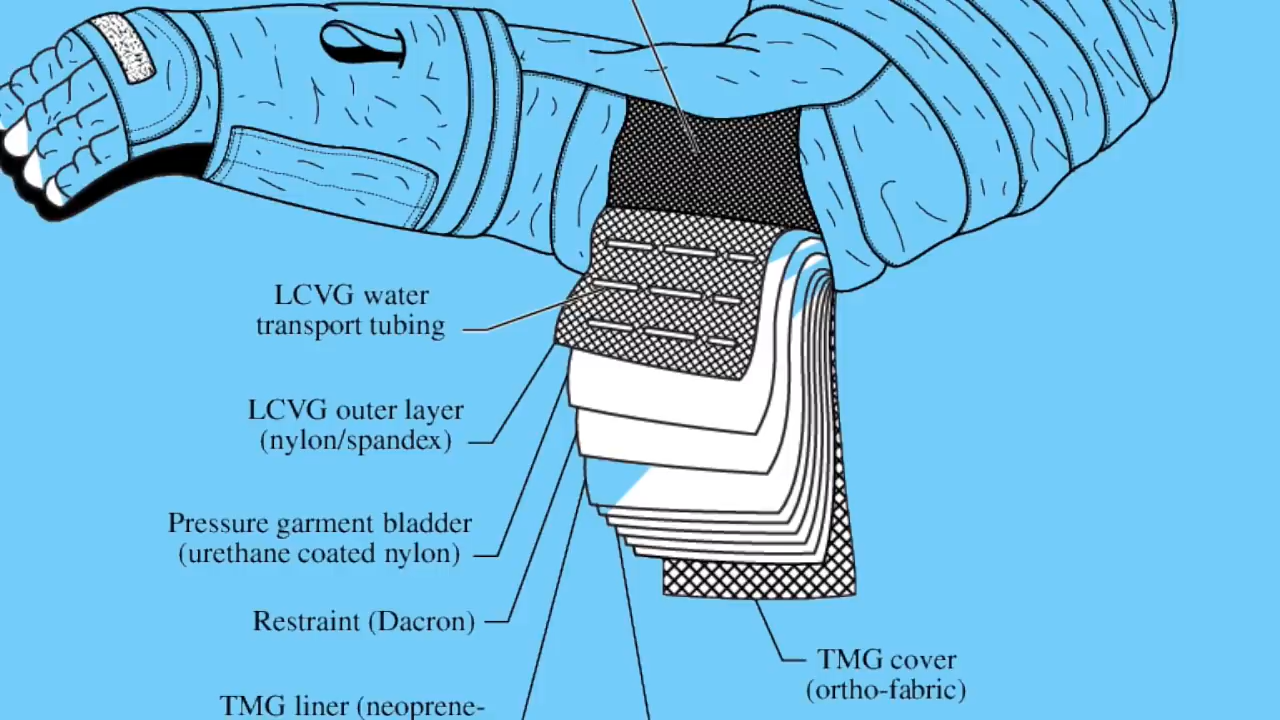 LCVG water
transport tubing
LCVG outer layer
(nylon/spandex)
Pressure garment bladder
(urethane coated nylon)
Restraint (Dacron)
TMG cover
(ortho-fabric)
TMG liner (neoprene-